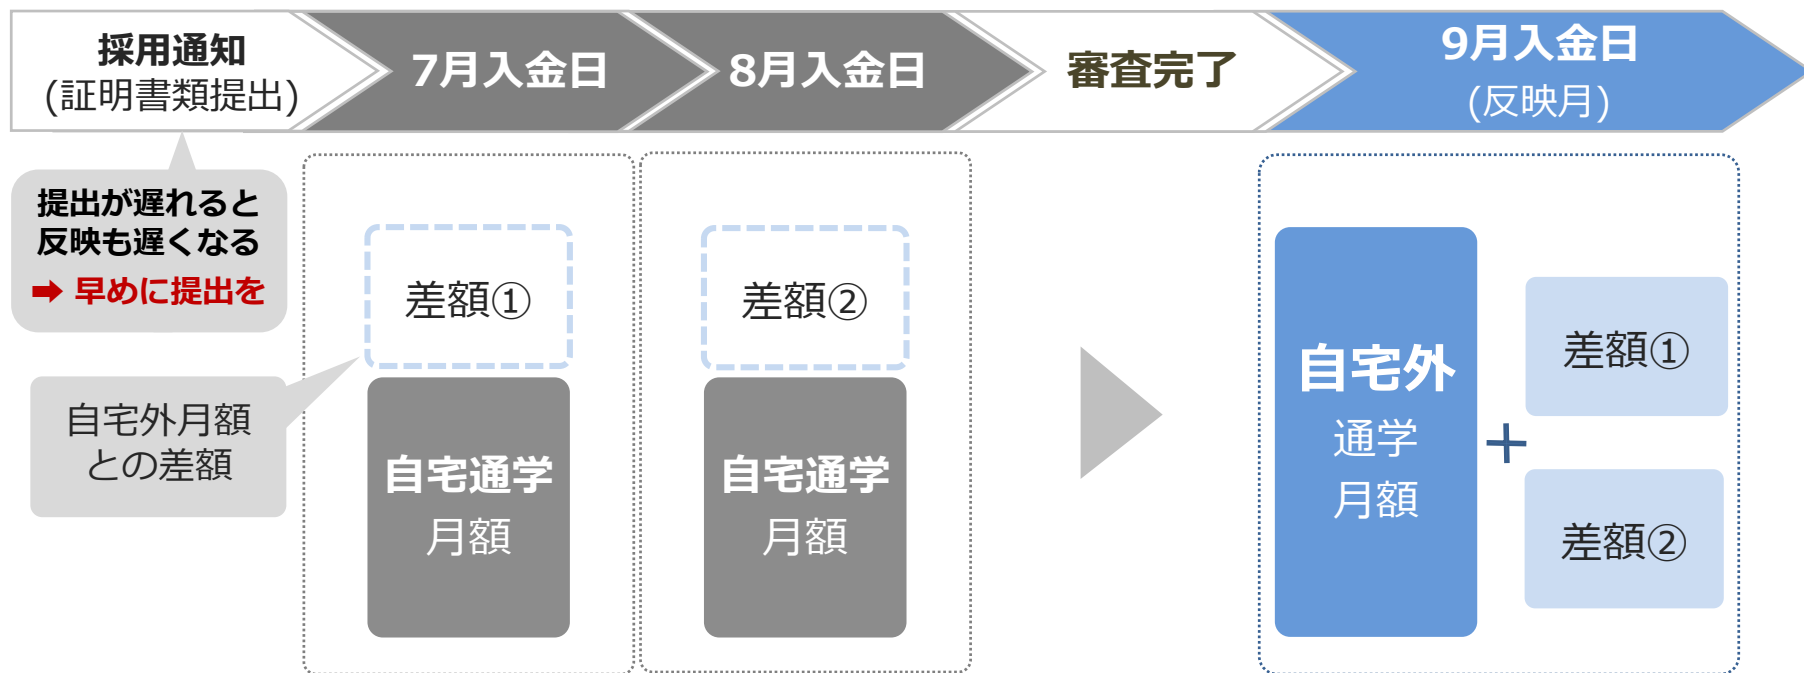 採用通知
(証明書類提出)
7月入金日
8月入金日
審査完了
9月入金日
(反映月)
提出が遅れると
反映も遅くなる
➡ 早めに提出を
自宅外月額
との差額
差額①
自宅通学
月額
差額②
自宅通学
月額
自宅外
通学
月額
+
差額①
差額②